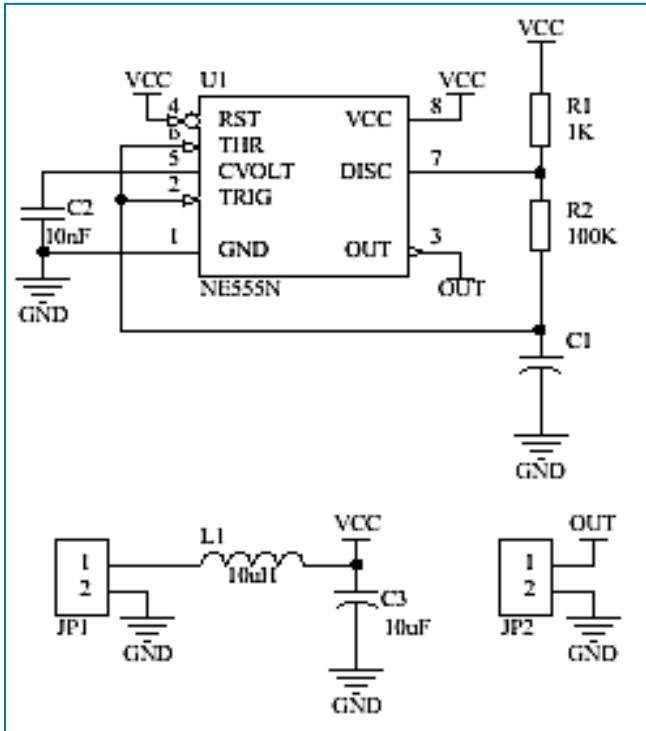 VCC
VCC
U1
VCC
4
RST
VCC
8
R1
1K
6
THR
5
CVOLT
DISC
7
2
TRIG
C2
10nF
R2
100K
1
GND
OUT
3
GND
NE555N
OUT
C1
GND
VCC
OUT
L1
1
10uH
1
2
C3
2
JP1
10uF
JP2
GND
GND
GND